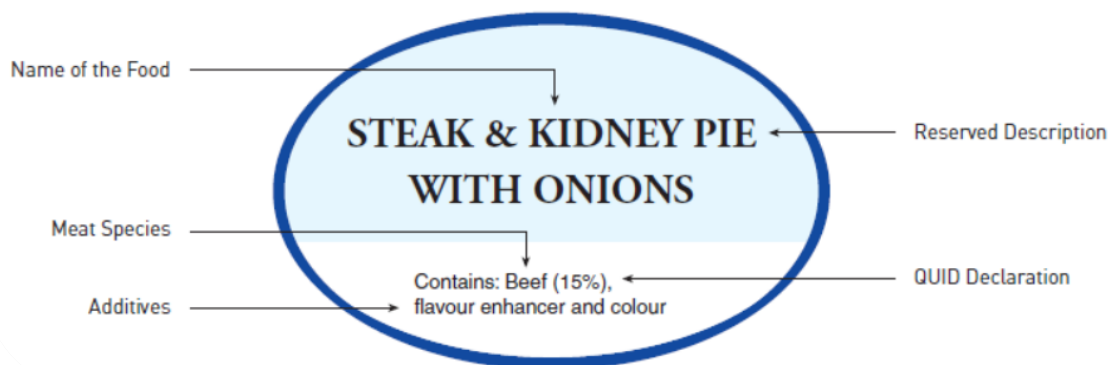 Name of the Food
STEAK & KIDNEY PIE
WITH ONIONS
Reserved Description
Meat Species
Contains: Beef (15%),
flavour enhancer and colour
QUID Declaration
Additives